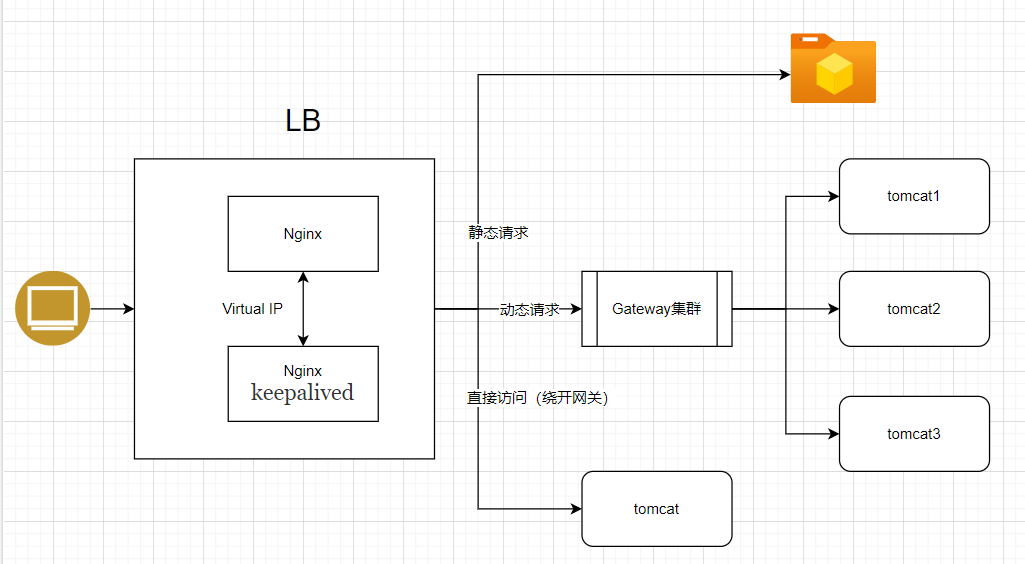 LB
Nginx
Virtual IP
Nginx
keepalived
静态请求
动态请求
直接访问（绕开网关）
Gateway集群
tomcat1
tomcat2
tomcat3
tomcat